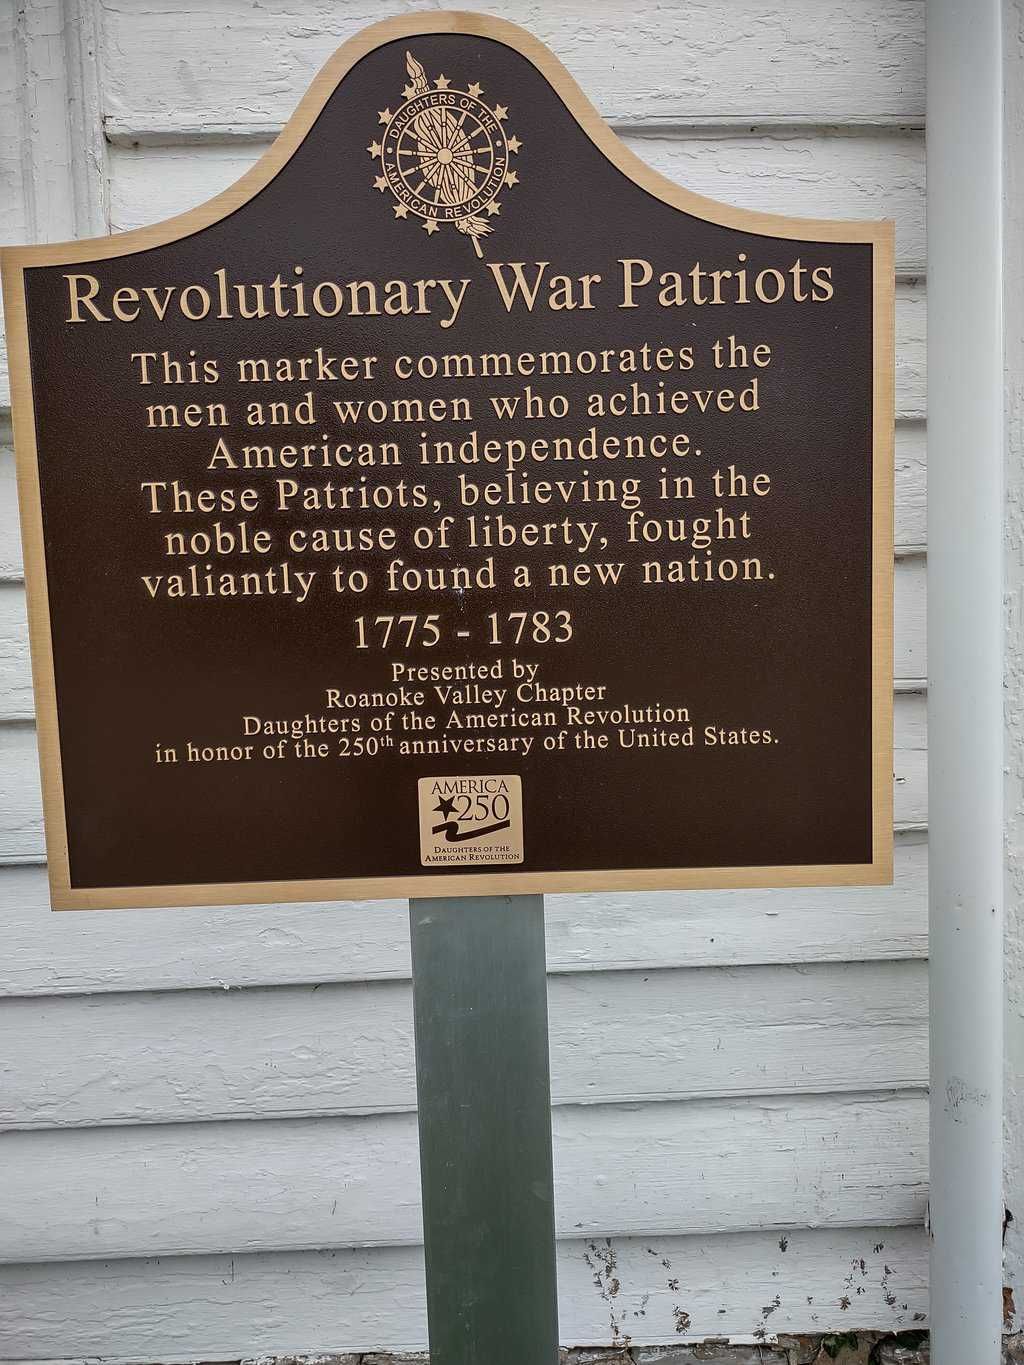 DAUGHTERS OF THE
AMERICAN REVOLUTION
Revolutionary War Patriots
This marker commemorates the
men and women who achieved
American independence.
These Patriots, believing in the
noble cause of liberty, fought
valiantly to found a new nation.
1775 - 1783
Presented by
Roanoke Valley Chapter
Daughters of the American Revolution
in honor of the 250th anniversary of the United States.
AMERICA
250
DAUGHTERS OF THE
AMERICAN REVOLUTION